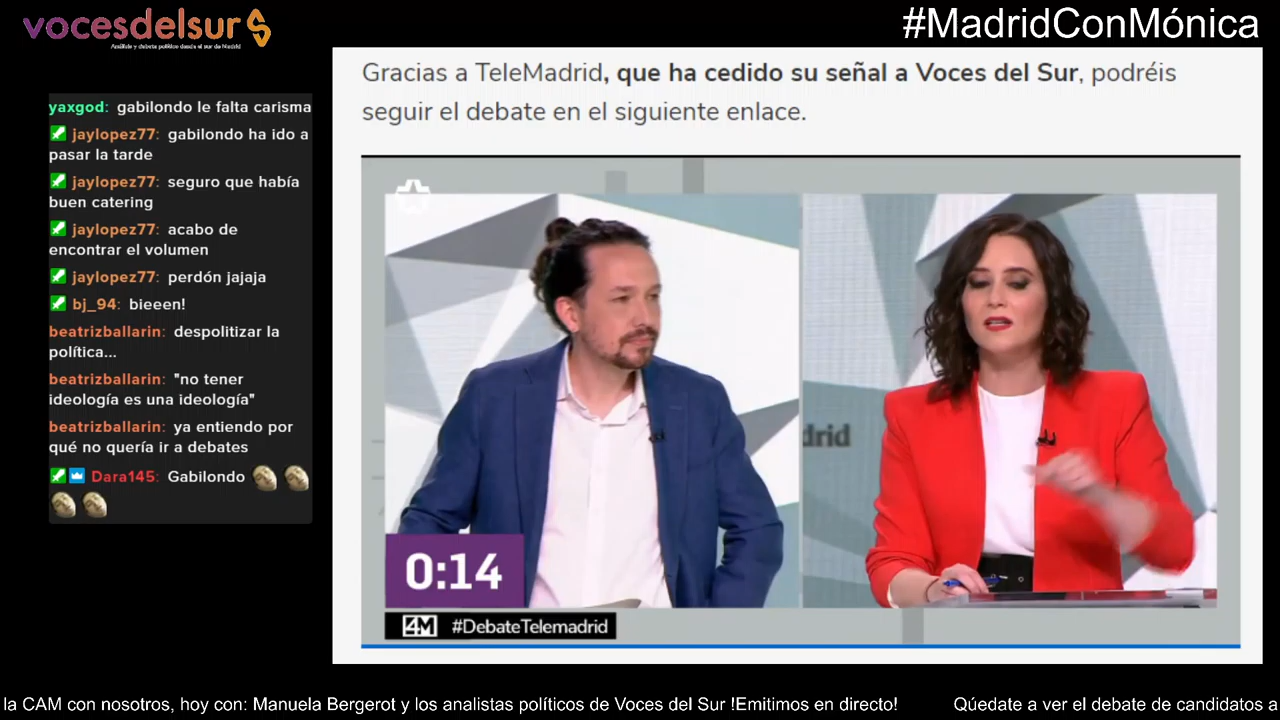 vocesdelsur
Análisis y debate político desde el sur de Madrid
#MadridConMónica
Gracias a TeleMadrid, que ha cedido su señal a Voces del Sur, podréis
seguir el debate en el siguiente enlace.
yaxgod: gabilondo le falta carisma
jaylopez77: gabilondo ha ido a
pasar la tarde
jaylopez77: seguro que había
buen catering
jaylopez77: acabo de
encontrar el volumen
jaylopez77: perdón jajaja
bj_94: bieeen!
beatrizballarin: despolitizar la
política...
beatrizballarin: "no tener
ideología es una ideología"
beatrizballarin: ya entiendo por
qué no quería ir a debates
Dara145: Gabilondo
drid
0:14
4M #DebateTelemadrid
la CAM con nosotros, hoy con: Manuela Bergerot y los analistas políticos de Voces del Sur !Emitimos en directo! Qúedate a ver el debate de candidatos a